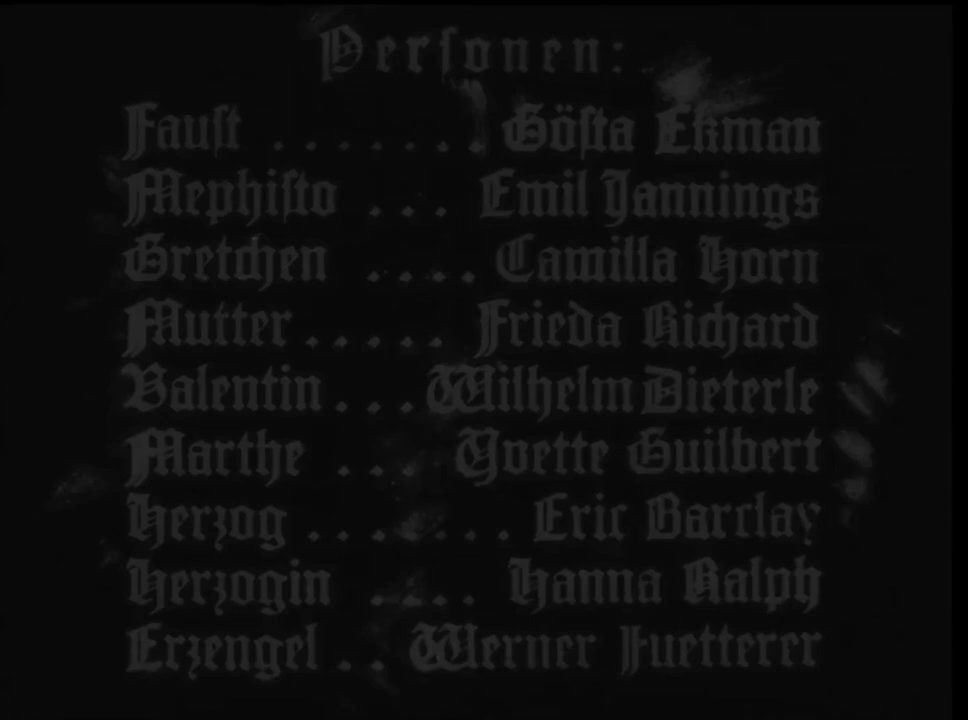 Personen:
Faust . . . . . . . Gösta Ekman
Mephisto . . . Emil Jannings
Gretchen . . . . Camilla Horn
Mutter . . . . . Frieda Richard
Valentin . . . Wilhelm Dieterle
Marthe . . . Yvette Guilbert
Herzog . . . . . . . Eric Barclay
Herzogin . . . . Hanna Ralph
Erzengel . . Werner Fuetterer